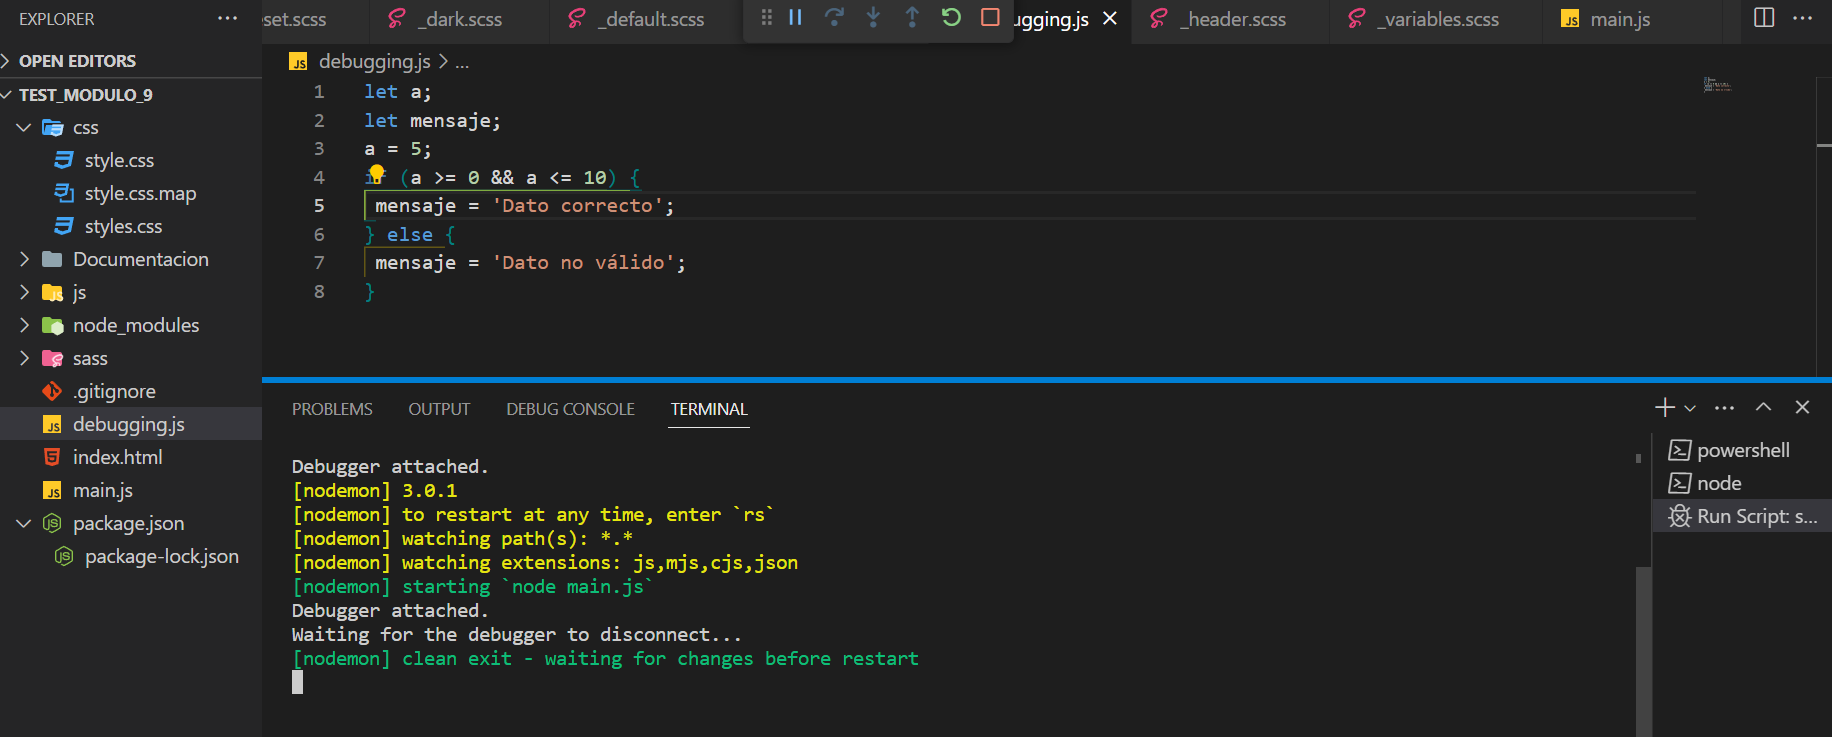 EXPLORER
OPEN EDITORS
TEST_MODULO_9
css
style.css
style.css.map
styles.css
Documentacion
js
node_modules
sass
.gitignore
debugging.js
index.html
main.js
package.json
package-lock.json
eset.scss _dark.scss _default.scss ugging.js _header.scss _variables.scss JS main.js
JS debugging.js > ...
1 let a;
2 let mensaje;
3 a = 5;
4 if (a >= 0 && a <= 10) {
5 mensaje = 'Dato correcto';
6 } else {
7 mensaje = 'Dato no válido';
8 }
PROBLEMS OUTPUT DEBUG CONSOLE TERMINAL
Debugger attached.
[nodemon] 3.0.1
[nodemon] to restart at any time, enter `rs`
[nodemon] watching path(s): *.*
[nodemon] watching extensions: js,mjs,cjs,json
[nodemon] starting `node main.js`
Debugger attached.
Waiting for the debugger to disconnect...
[nodemon] clean exit - waiting for changes before restart
powershell
node
Run Script: s...